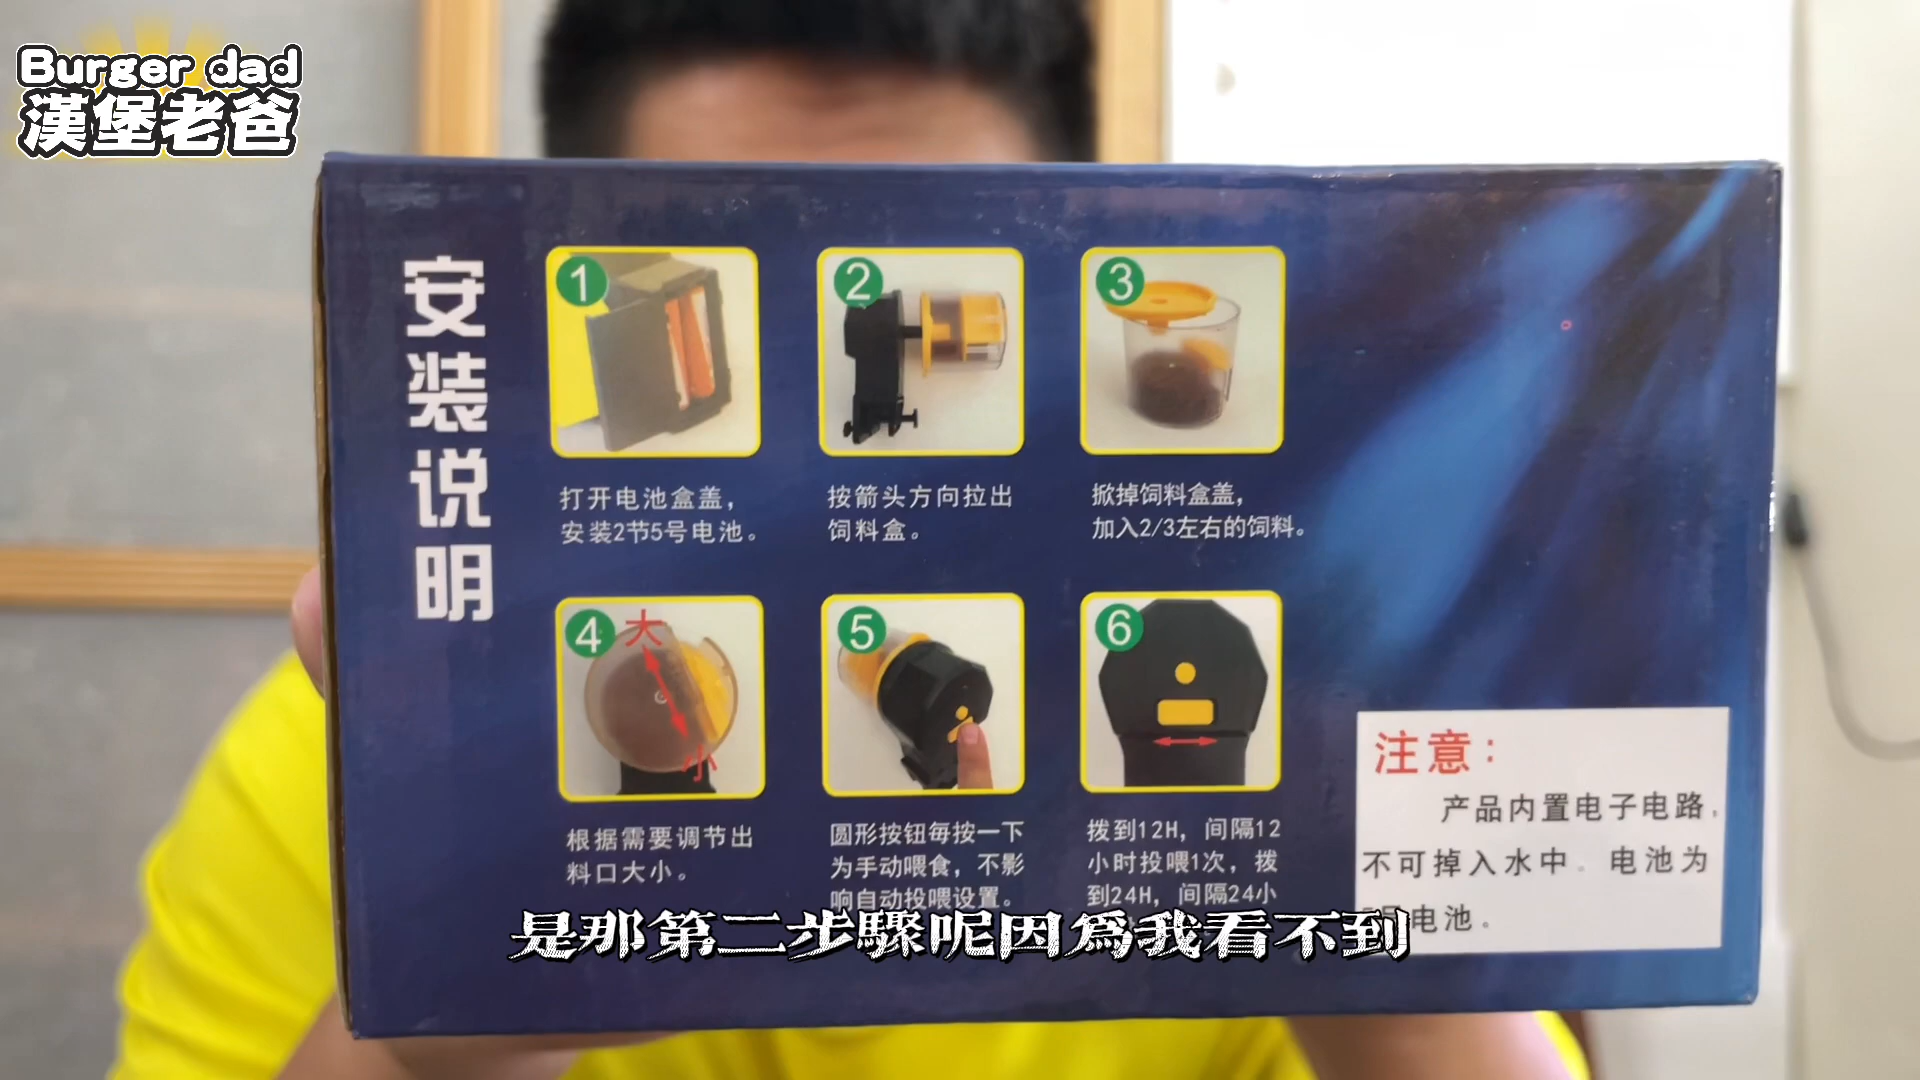 Burger dad
漢堡老爸
安装说明
1
打开电池盒盖，
安装2节5号电池。
2
按箭头方向拉出
饲料盒。
3
掀掉饲料盒盖，
加入2/3左右的饲料。
4
大
小
根据需要调节出
料口大小。
5
圆形按钮每按一下
为手动喂食，不影
响自动投喂设置。
6
拨到12H，间隔12
小时投喂1次，拨
到24H，间隔24小
注意：
产品内置电子电路，
不可掉入水中。电池为
电池。
是那第二步驟呢因爲我看不到